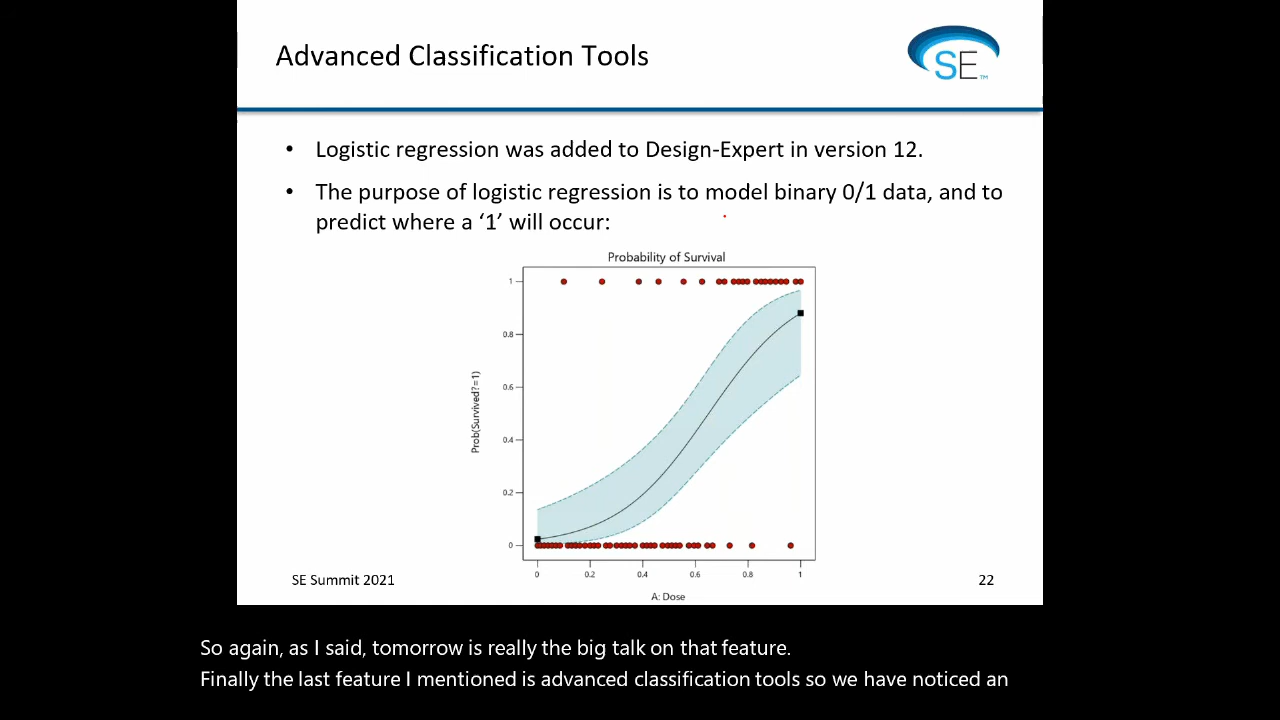 Advanced Classification Tools
SE™
• Logistic regression was added to Design-Expert in version 12.
• The purpose of logistic regression is to model binary 0/1 data, and to
predict where a ‘1’ will occur:
Probability of Survival
1
0.8
0.6
0.4
0.2
0
Prob(Survived?=1)
0 0.2 0.4 0.6 0.8 1
A: Dose
SE Summit 2021
22
So again, as I said, tomorrow is really the big talk on that feature.
Finally the last feature I mentioned is advanced classification tools so we have noticed an